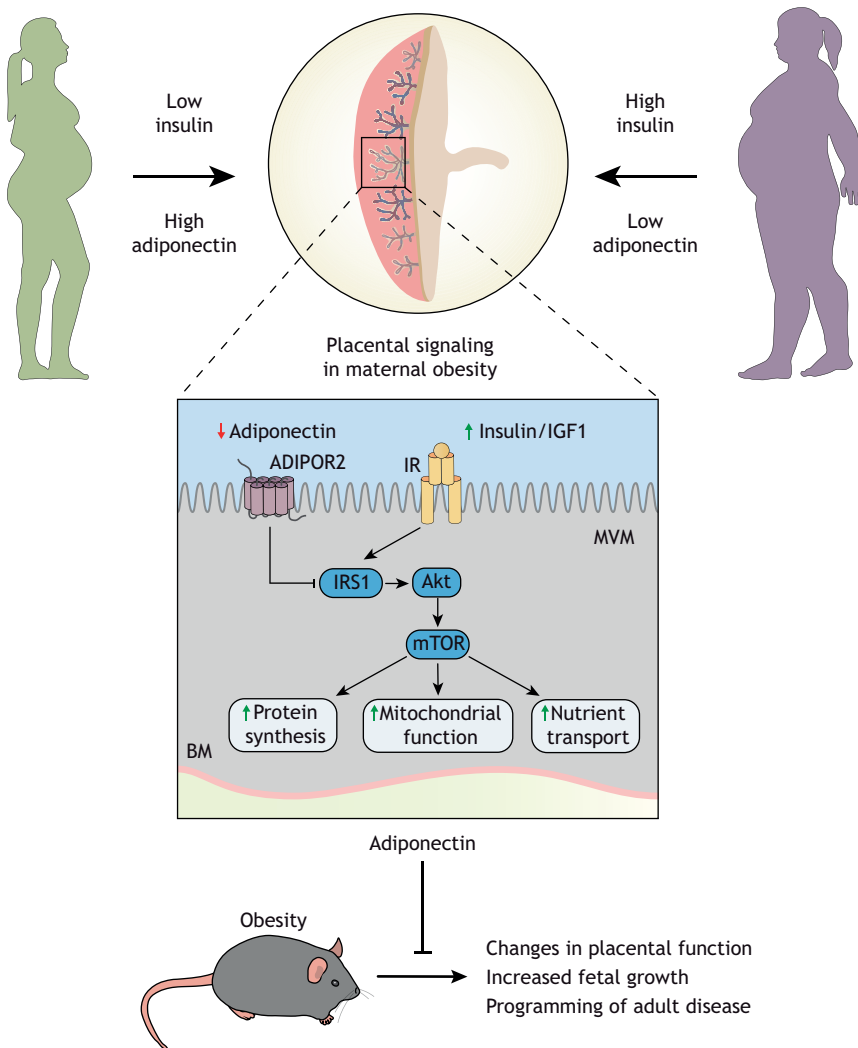 Low
insulin
High
adiponectin
High
insulin
Low
adiponectin
Placental signaling
in maternal obesity
↓ Adiponectin
↑ Insulin/IGF1
ADIPOR2
IR
MVM
IRS1
Akt
mTOR
↑Protein
synthesis
↑Mitochondrial
function
↑Nutrient
transport
BM
Adiponectin
Obesity
Changes in placental function
Increased fetal growth
Programming of adult disease